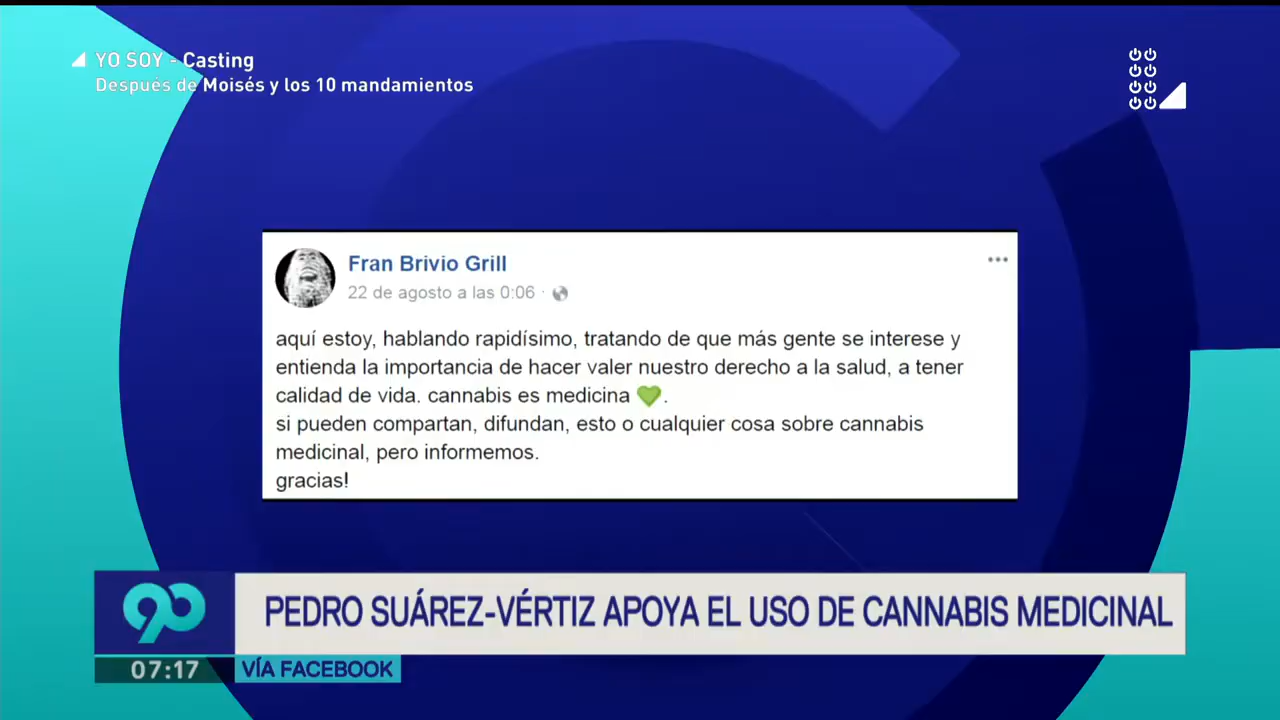 YO SOY - Casting
Después de Moisés y los 10 mandamientos
Fran Brivio Grill
22 de agosto a las 0:06 ·
aquí estoy, hablando rapidísimo, tratando de que más gente se interese y
entienda la importancia de hacer valer nuestro derecho a la salud, a tener
calidad de vida. cannabis es medicina 💚.
si pueden compartan, difundan, esto o cualquier cosa sobre cannabis
medicinal, pero informemos.
gracias!
90
PEDRO SUÁREZ-VÉRTIZ APOYA EL USO DE CANNABIS MEDICINAL
07:17
VÍA FACEBOOK